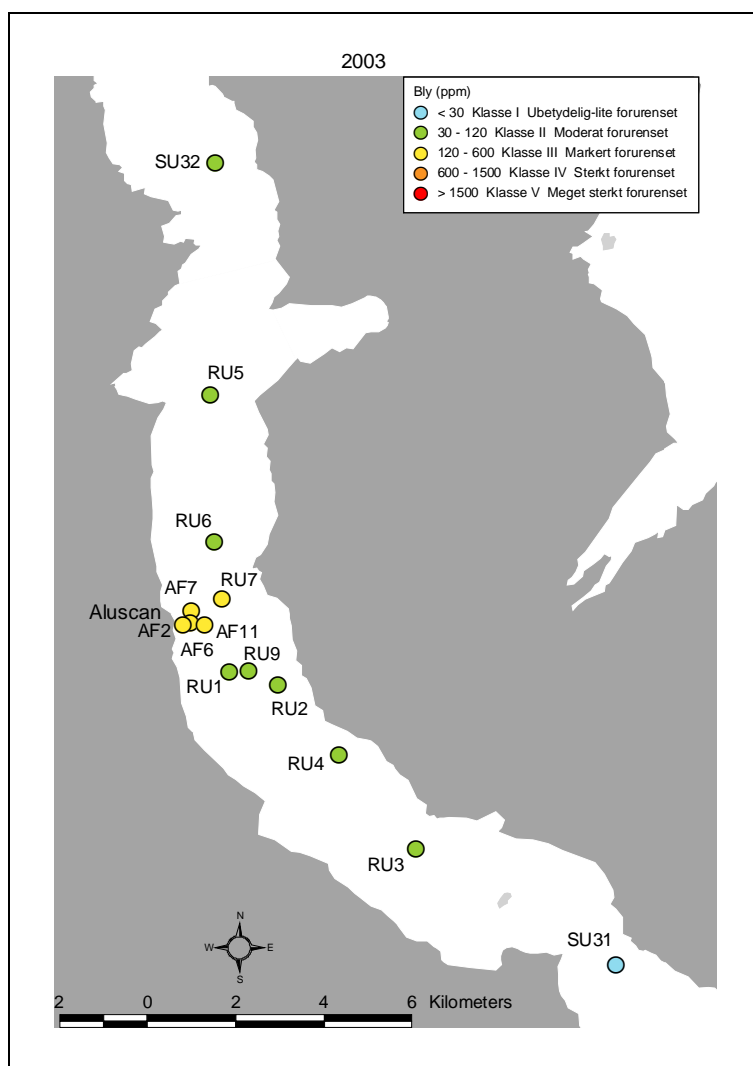 2003
Bly (ppm)
< 30 Klasse I Ubetydelig-lite forurenset
30 - 120 Klasse II Moderat forurenset
120 - 600 Klasse III Markert forurenset
600 - 1500 Klasse IV Sterkt forurenset
> 1500 Klasse V Meget sterkt forurenset
SU32
RU5
RU6
AF7
RU7
Aluscan
AF2
AF11
AF6
RU9
RU1
RU2
RU4
RU3
SU31
N
W
E
S
2 0 2 4 6 Kilometers